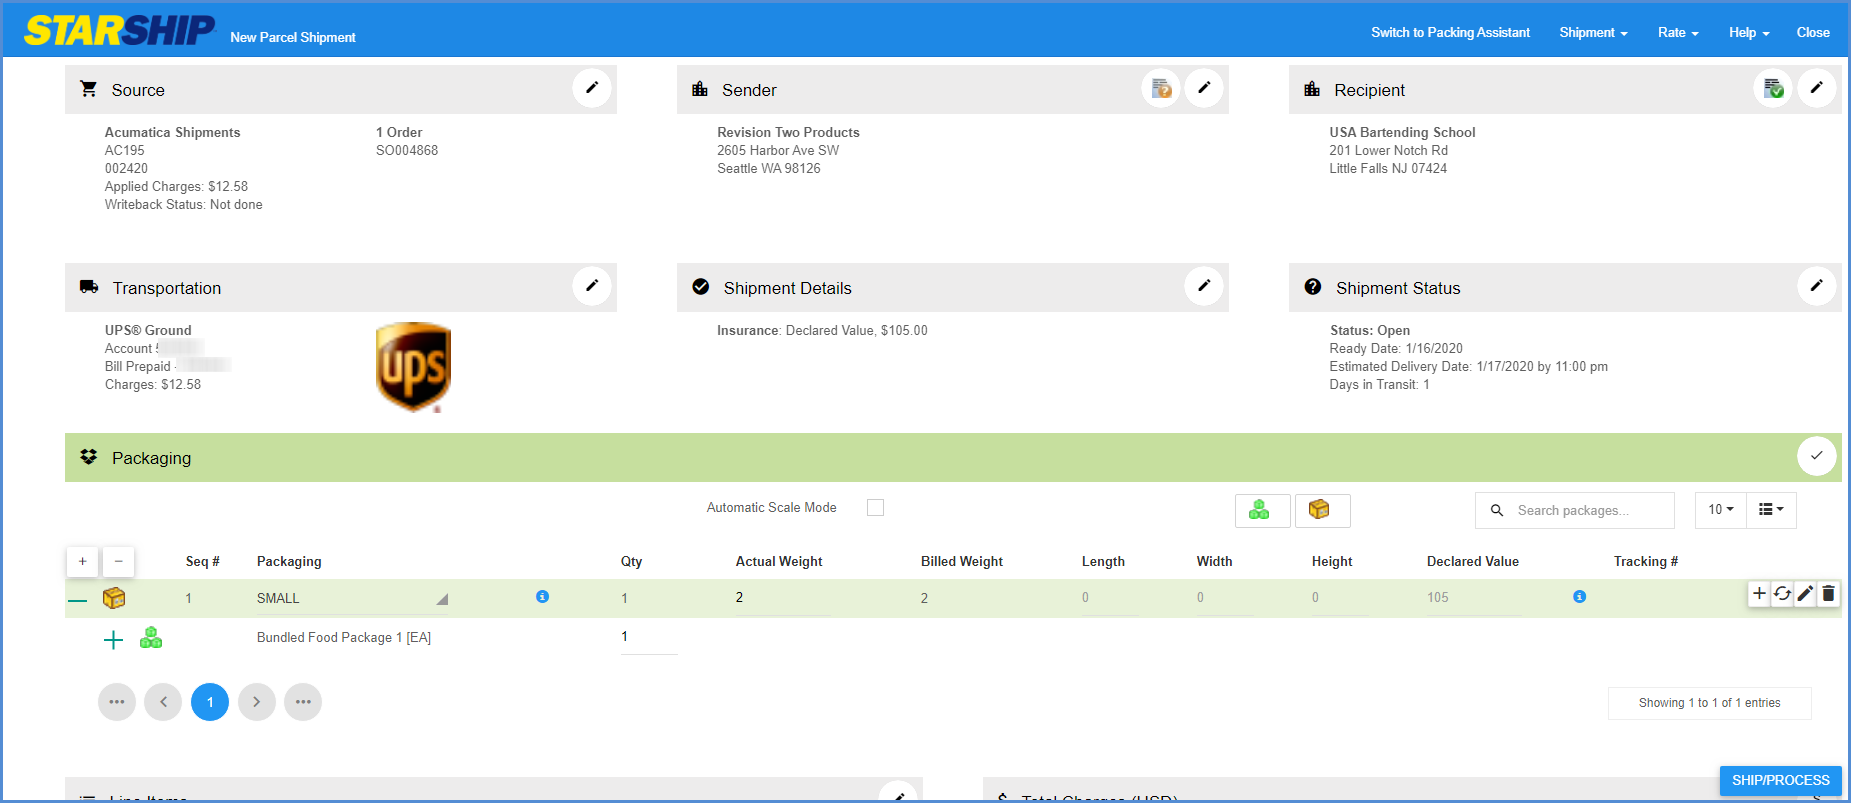 STARSHIP New Parcel Shipment
Switch to Packing Assistant Shipment Rate Help Close
Source
Acumatica Shipments
AC195
002420
Applied Charges: $12.58
Writeback Status: Not done
1 Order
SO004868
Sender
Revision Two Products
2605 Harbor Ave SW
Seattle WA 98126
Recipient
USA Bartending School
201 Lower Notch Rd
Little Falls NJ 07424
Transportation
UPS® Ground
Account
Bill Prepaid -
Charges: $12.58
ups
Shipment Details
Insurance: Declared Value, $105.00
Shipment Status
Status: Open
Ready Date: 1/16/2020
Estimated Delivery Date: 1/17/2020 by 11:00 pm
Days in Transit: 1
Packaging
Automatic Scale Mode
Search packages...
10
Seq # Packaging Qty Actual Weight Billed Weight Length Width Height Declared Value Tracking #
1 SMALL 1 2 2 0 0 0 105
Bundled Food Package 1 [EA] 1
1
Showing 1 to 1 of 1 entries
Line Items
Total Charges (USD)
SHIP/PROCESS